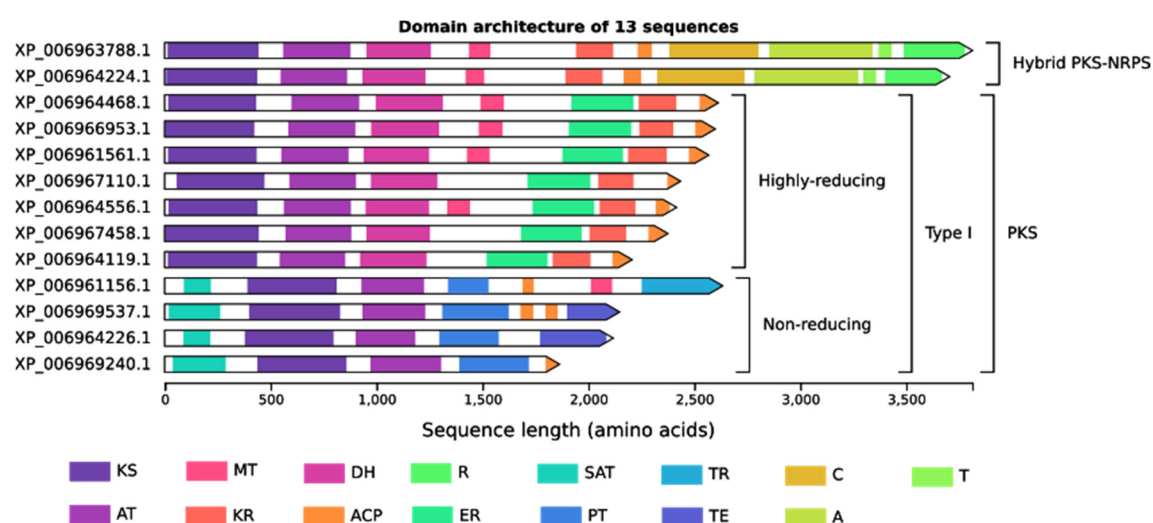 Domain architecture of 13 sequences
XP_006963788.1
XP_006964224.1
Hybrid PKS-NRPS
XP_006964468.1
XP_006966953.1
XP_006961561.1
XP_006967110.1
Highly-reducing
XP_006964556.1
XP_006967458.1
Type I
PKS
XP_006964119.1
XP_006961156.1
XP_006969537.1
Non-reducing
XP_006964226.1
XP_006969240.1
0 500 1,000 1,500 2,000 2,500 3,000 3,500
Sequence length (amino acids)
KS MT DH R SAT TR C T
AT KR ACP ER PT TE A